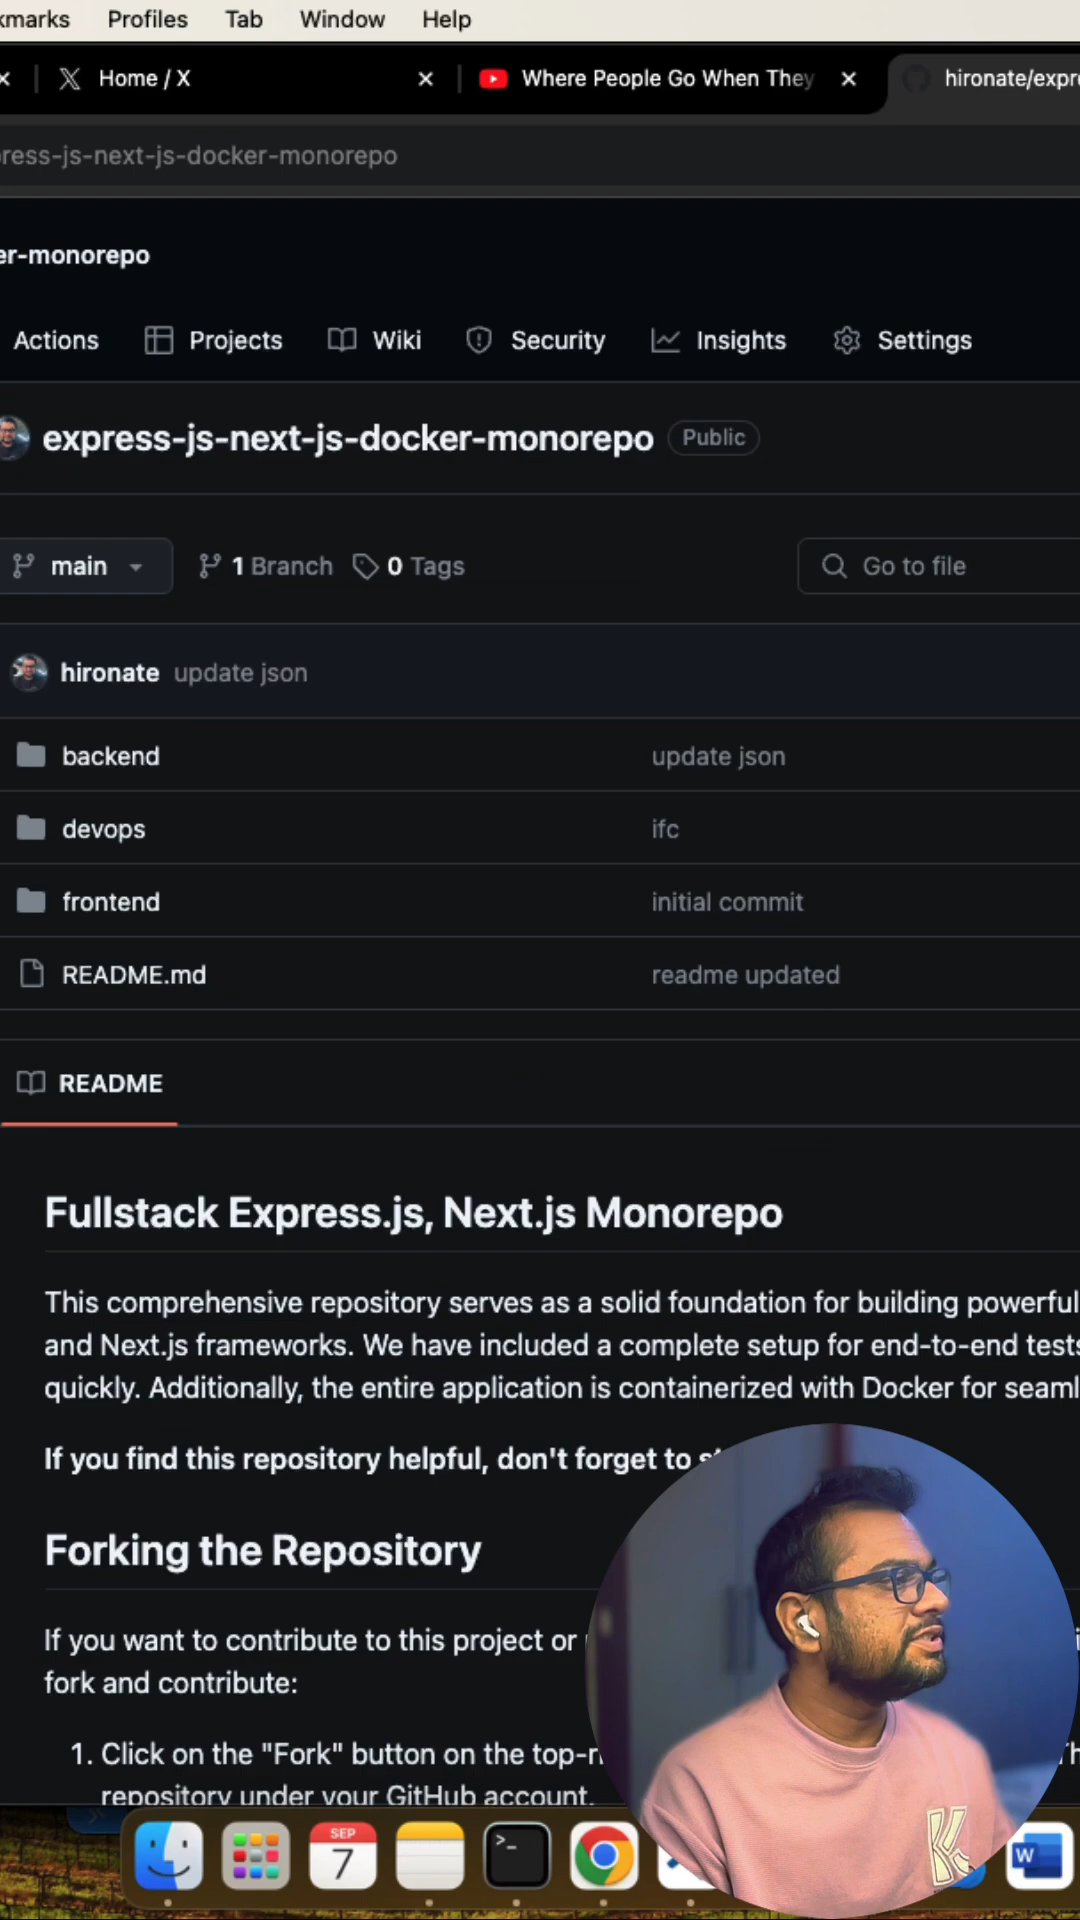 Profiles Tab Window Help
Home / X Where People Go When They hironate/expre
ress-js-next-js-docker-monorepo
er-monorepo
Actions Projects Wiki Security Insights Settings
express-js-next-js-docker-monorepo Public
main 1 Branch 0 Tags Go to file
hironate update json
backend update json
devops ifc
frontend initial commit
README.md readme updated
README
Fullstack Express.js, Next.js Monorepo
This comprehensive repository serves as a solid foundation for building powerful
and Next.js frameworks. We have included a complete setup for end-to-end tests
quickly. Additionally, the entire application is containerized with Docker for seaml
If you find this repository helpful, don't forget to
Forking the Repository
If you want to contribute to this project or
fork and contribute:
1. Click on the "Fork" button on the top-r
repository under your GitHub account.
SEP
7
W
K